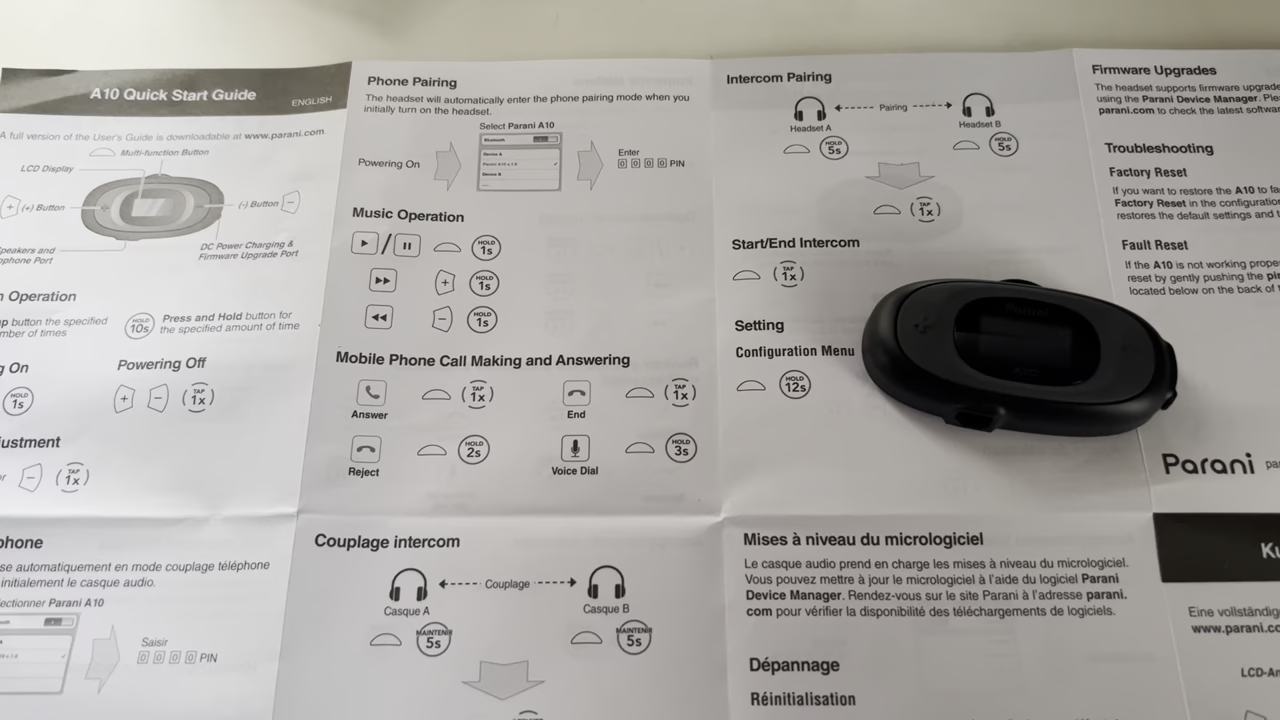 A10 Quick Start Guide
ENGLISH
A full version of the User's Guide is downloadable at www.parani.com.
Multi-function Button
LCD Display
+
(+) Button
(-) Button
−
Speakers and
phone Port
DC Power Charging &
Firmware Upgrade Port
Operation
button the specified
number of times
HOLD
10s
Press and Hold button for
the specified amount of time
On
HOLD
1s
Powering Off
+
−
TAP
1x
−
TAP
1x
Phone Pairing
The headset will automatically enter the phone pairing mode when you
initially turn on the headset.
Select Parani A10
Powering On
Bluetooth
Device A
Parani A10 v1.0
Device B
Enter
0 0 0 0 PIN
Music Operation
HOLD
1s
+
HOLD
1s
−
HOLD
1s
Mobile Phone Call Making and Answering
TAP
1x
Answer
TAP
1x
End
HOLD
2s
Reject
HOLD
3s
Voice Dial
Intercom Pairing
Pairing
Headset A
Headset B
HOLD
5s
HOLD
5s
TAP
1x
Start/End Intercom
TAP
1x
Setting
Configuration Menu
HOLD
12s
Firmware Upgrades
The headset supports firmware
using the Parani Device Manager.
parani.com to check the latest
Troubleshooting
Factory Reset
If you want to restore the A10 to
Factory Reset in the configuration
restores the default settings and
Fault Reset
If the A10 is not working
reset by gently pushing the
located below on the back of
Parani
Parani
se automatiquement en mode couplage téléphone
initialement le casque audio.
Parani A10
Saisir
0 0 0 0 PIN
Couplage intercom
Couplage
Casque A
Casque B
MAINTENIR
5s
MAINTENIR
5s
Mises à niveau du micrologiciel
Le casque audio prend en charge les mises à niveau du micrologiciel.
Vous pouvez mettre à jour le micrologiciel à l'aide du logiciel Parani
Device Manager. Rendez-vous sur le site Parani à l'adresse parani.
com pour vérifier la disponibilité des téléchargements de logiciels.
Dépannage
Réinitialisation
Eine
www.parani.co